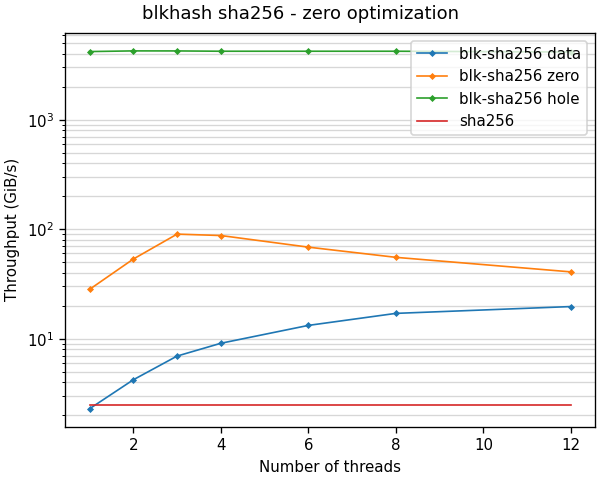 blkhash sha256 - zero optimization
blk-sha256 data
blk-sha256 zero
blk-sha256 hole
sha256
Throughput (GiB/s)
10³
10²
10¹
2 4 6 8 10 12
Number of threads